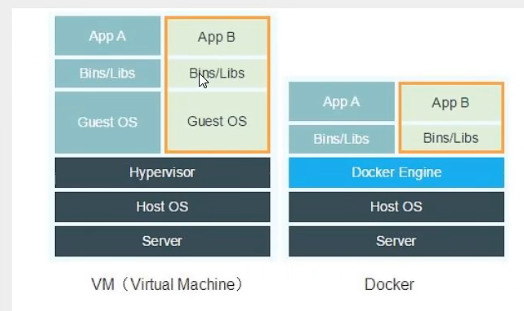 App A
App B
Bins/Libs
Bins/Libs
Guest OS
Guest OS
Hypervisor
Host OS
Server
VM（Virtual Machine）
App A
App B
Bins/Libs
Bins/Libs
Docker Engine
Host OS
Server
Docker